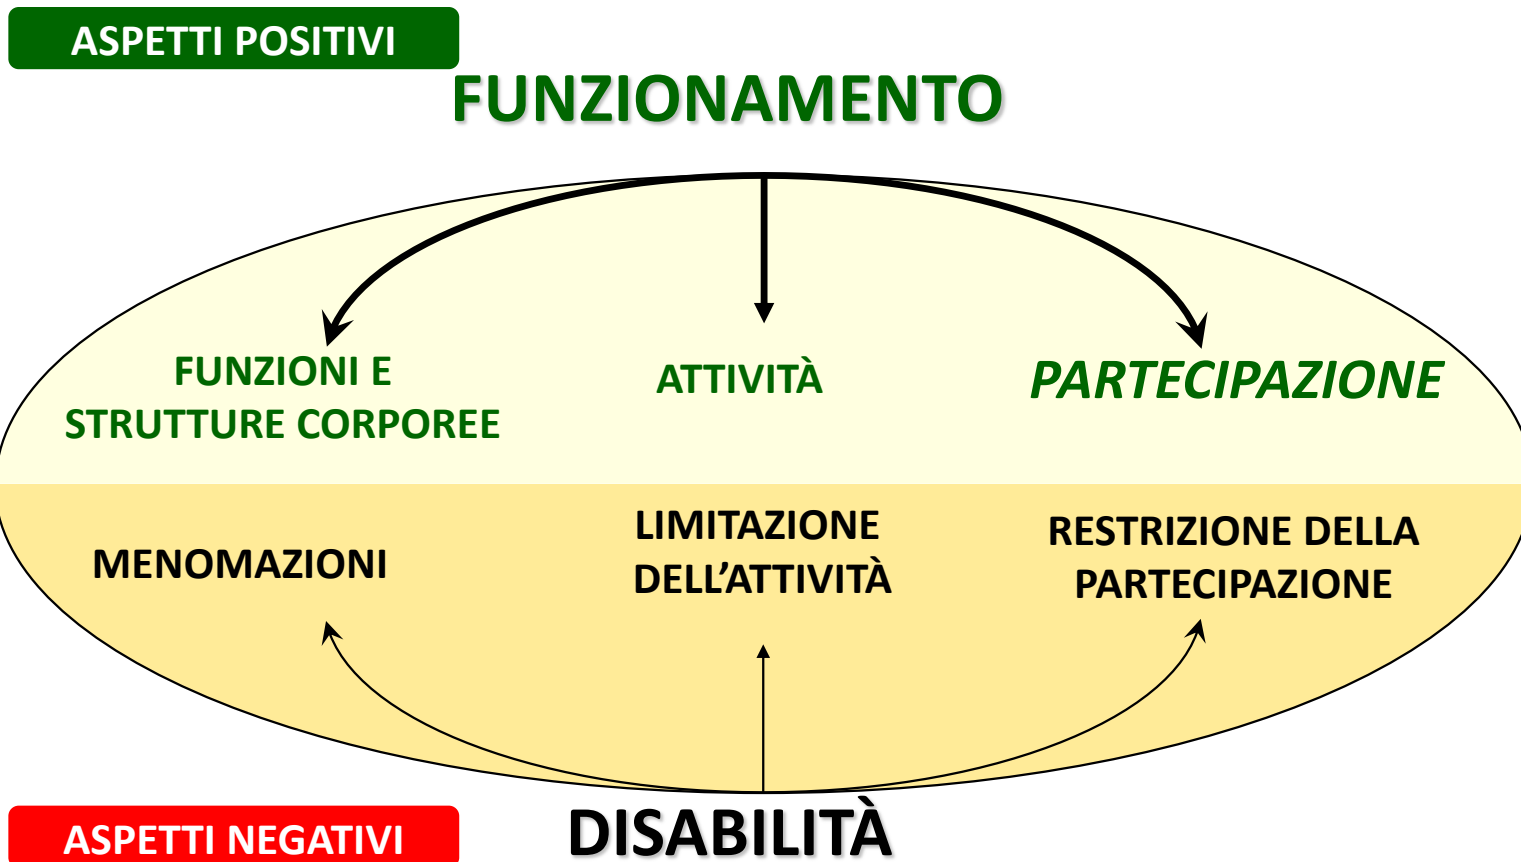 ASPETTI POSITIVI
FUNZIONAMENTO
FUNZIONI E
STRUTTURE CORPOREE
ATTIVITÀ
PARTECIPAZIONE
MENOMAZIONI
LIMITAZIONE
DELL’ATTIVITÀ
RESTRIZIONE DELLA
PARTECIPAZIONE
DISABILITÀ
ASPETTI NEGATIVI